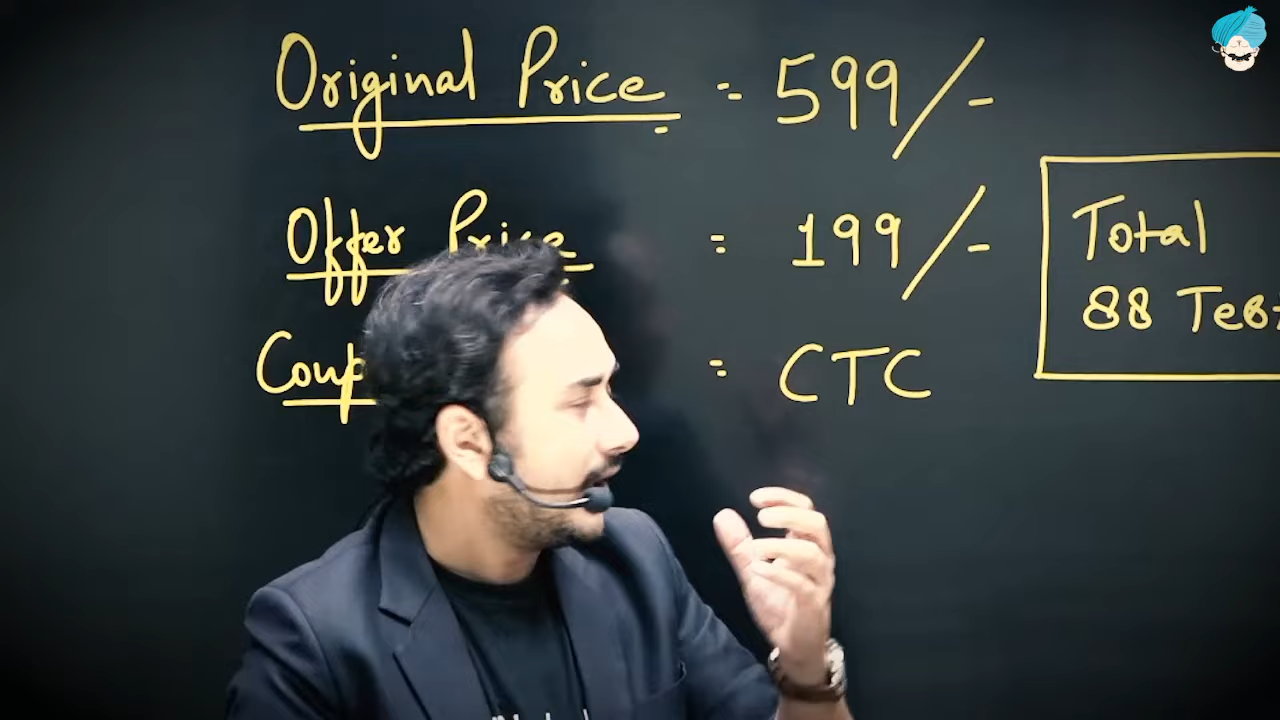 Original Price = 599/-
Offer Price = 199/-
= CTC
Total
88